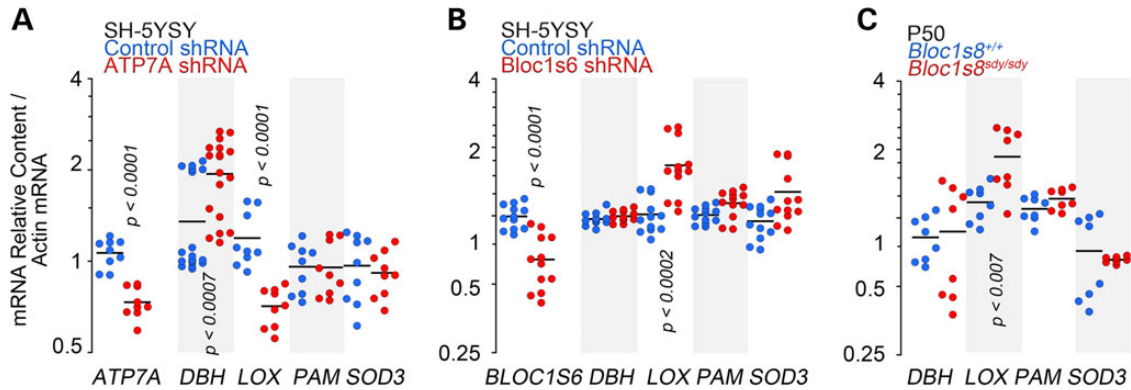 A
SH-5YSY
Control shRNA
ATP7A shRNA
mRNA Relative Content /
Actin mRNA
4
2
1
0.5
p < 0.0001
p < 0.0007
p < 0.0001
ATP7A DBH LOX PAM SOD3
B
SH-5YSY
Control shRNA
Bloc1s6 shRNA
4
2
1
0.5
0.25
p < 0.0001
p < 0.0002
BLOC1S6 DBH LOX PAM SOD3
C
P50
Bloc1s8+/+
Bloc1s8sdy/sdy
4
2
1
0.5
0.25
p < 0.007
DBH LOX PAM SOD3